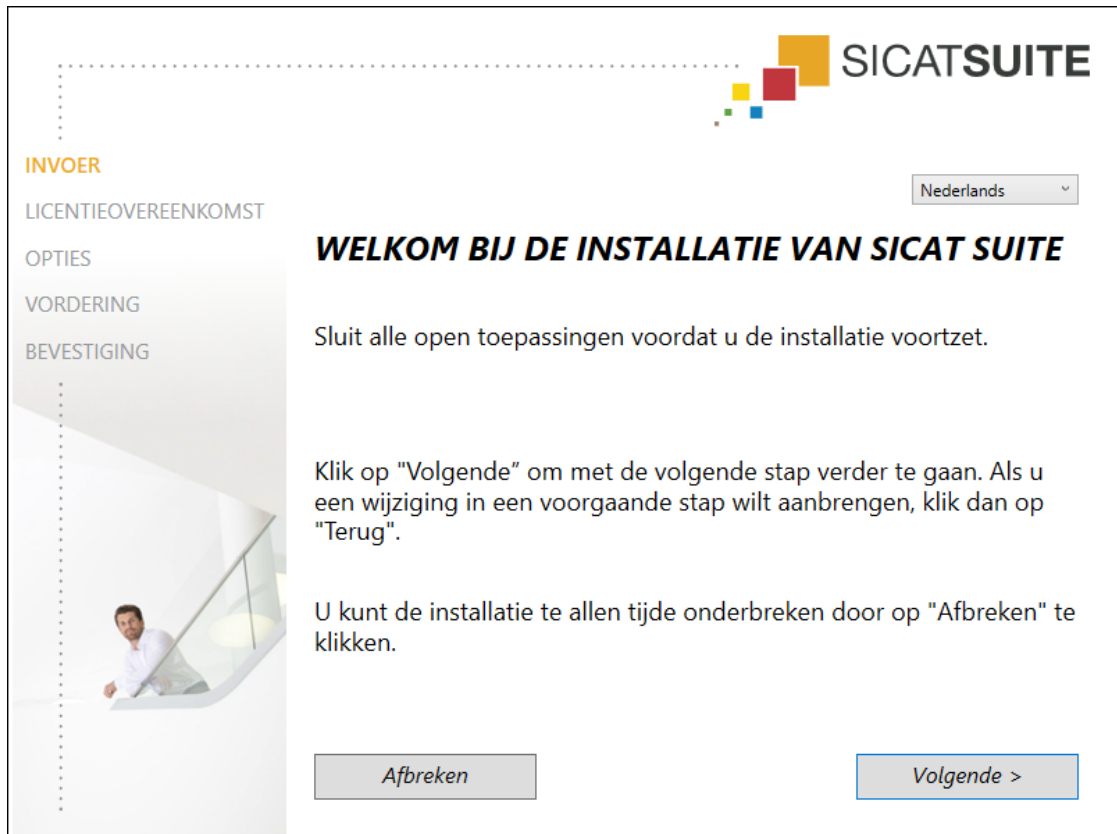 SICATSUITE
INVOER
LICENTIEOVEREENKOMST
OPTIES
VORDERING
BEVESTIGING
Nederlands
WELKOM BIJ DE INSTALLATIE VAN SICAT SUITE
Sluit alle open toepassingen voordat u de installatie voortzet.
Klik op "Volgende” om met de volgende stap verder te gaan. Als u
een wijziging in een voorgaande stap wilt aanbrengen, klik dan op
"Terug".
U kunt de installatie te allen tijde onderbreken door op "Afbreken" te
klikken.
Afbreken
Volgende >